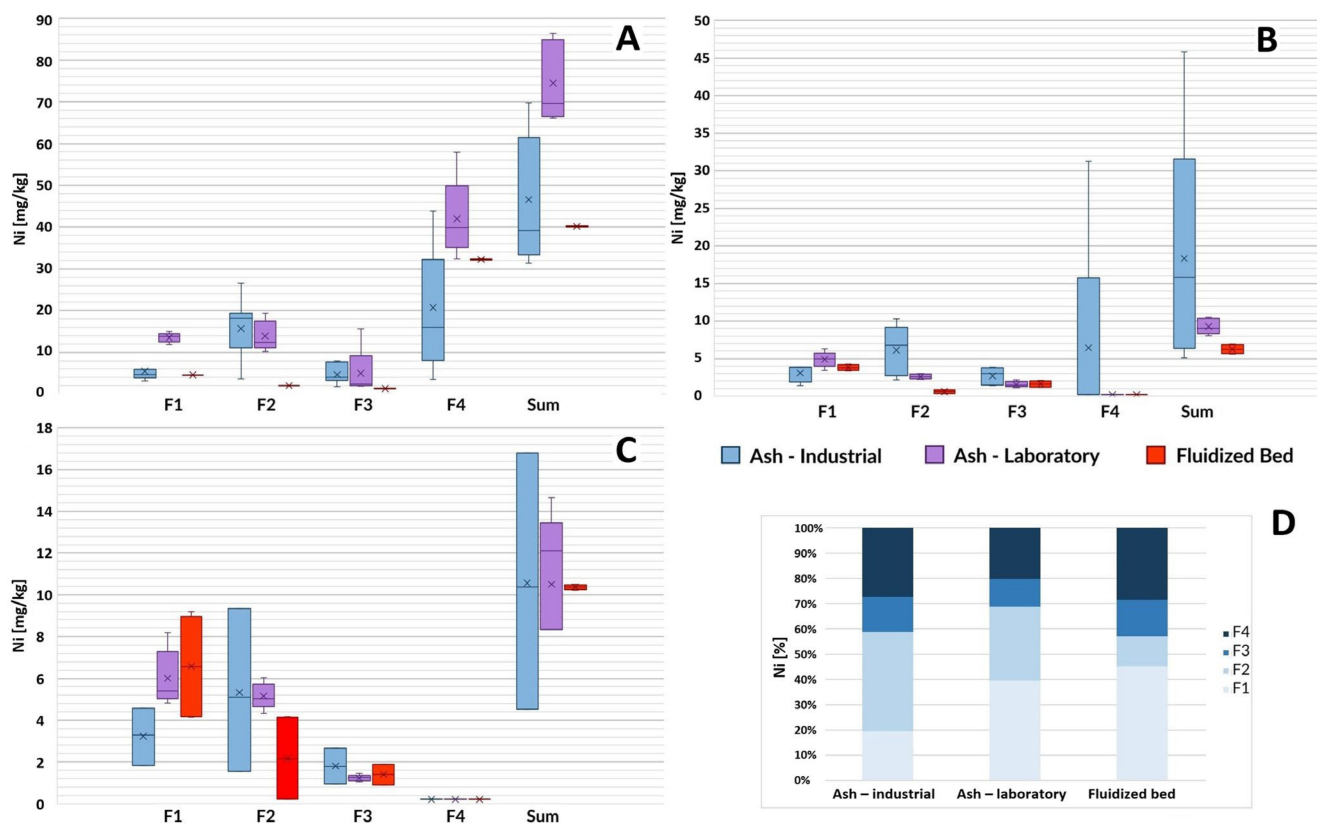 A
Ni [mg/kg]
90
80
70
60
50
40
30
20
10
0
F1 F2 F3 F4 Sum
B
Ni [mg/kg]
50
45
40
35
30
25
20
15
10
5
0
F1 F2 F3 F4 Sum
Ash - Industrial Ash - Laboratory Fluidized Bed
C
Ni [mg/kg]
18
16
14
12
10
8
6
4
2
0
F1 F2 F3 F4 Sum
D
Ni [%]
100%
90%
80%
70%
60%
50%
40%
30%
20%
10%
0%
Ash – industrial Ash – laboratory Fluidized bed
F4
F3
F2
F1